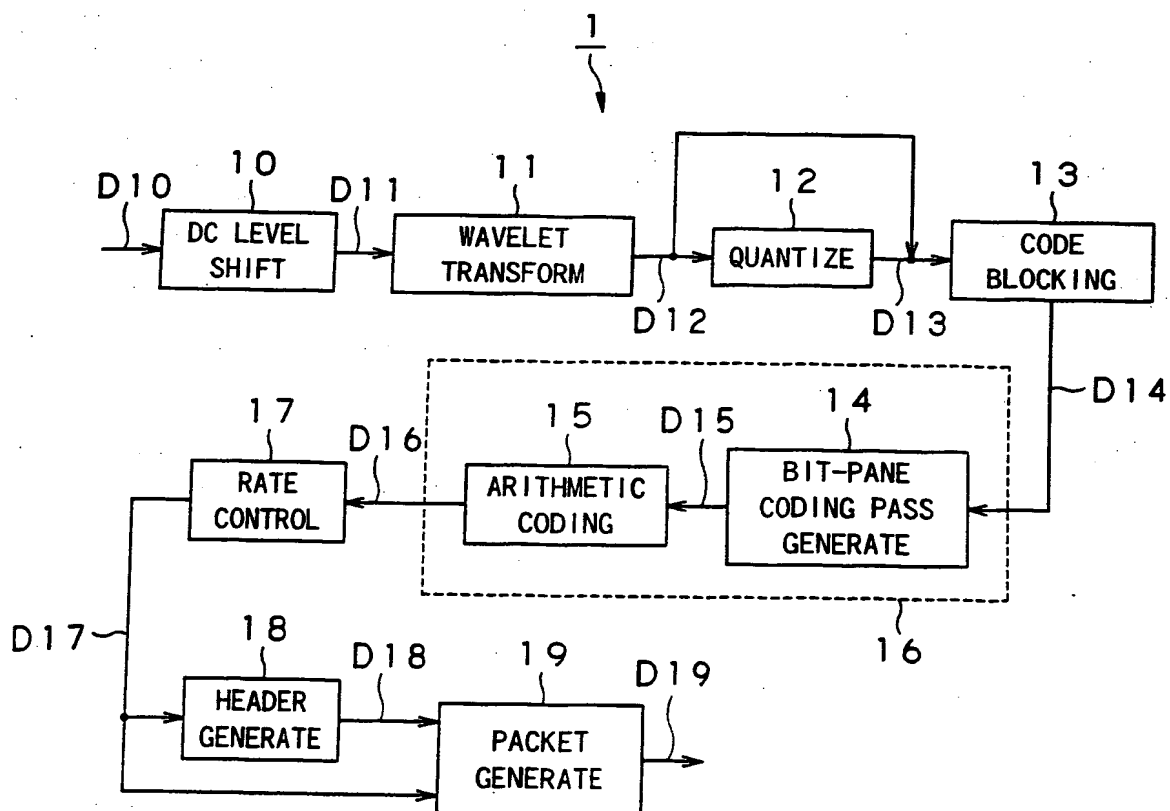 1
D10
10
DC LEVEL
SHIFT
D11
11
WAVELET
TRANSFORM
D12
12
QUANTIZE
D13
13
CODE
BLOCKING
D14
14
BIT-PANE
CODING PASS
GENERATE
D15
15
ARITHMETIC
CODING
16
D16
17
RATE
CONTROL
D17
18
HEADER
GENERATE
D18
19
PACKET
GENERATE
D19